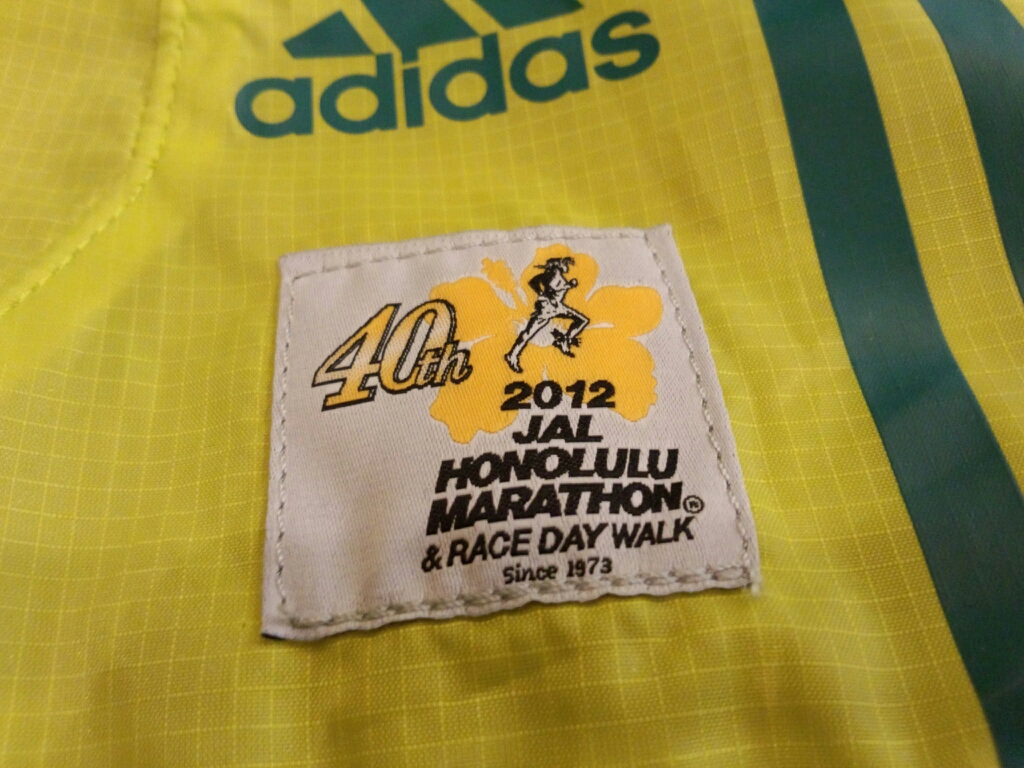 adidas
40th
2012
JAL
HONOLULU
MARATHON®
& RACE DAY WALK
Since 1973